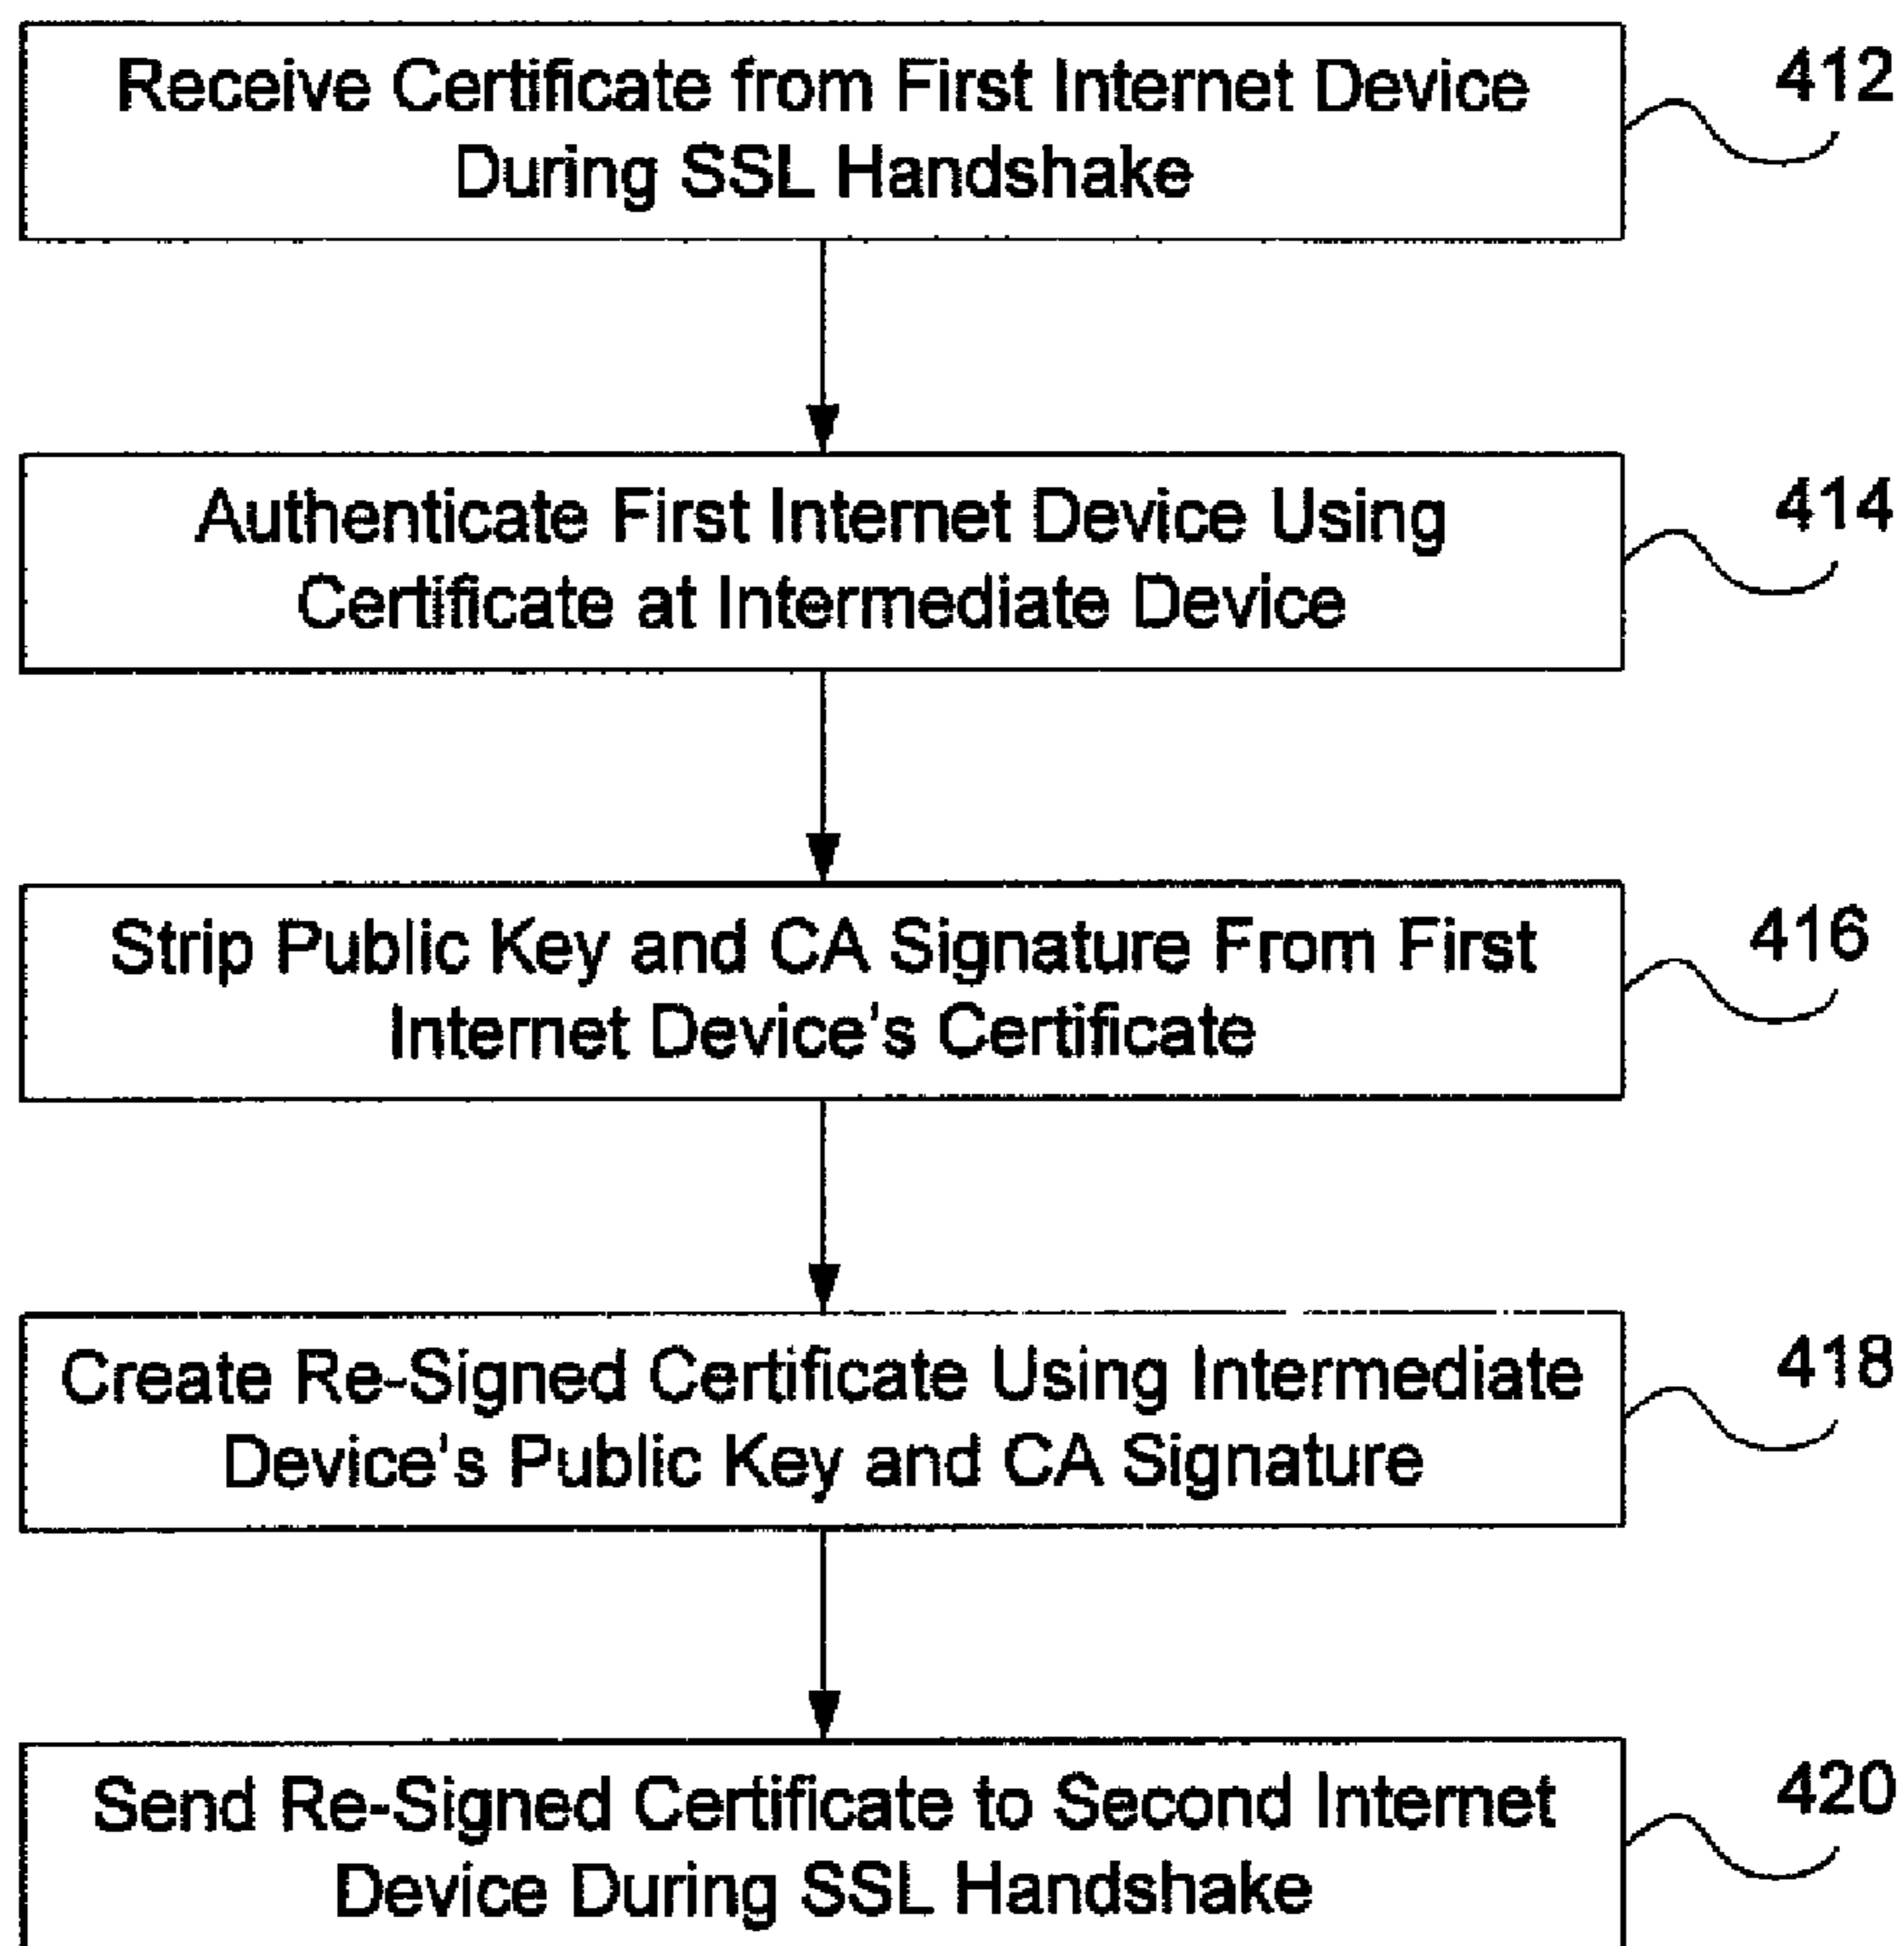 Receive Certificate from First Internet Device
During SSL Handshake
412
Authenticate First Internet Device Using
Certificate at Intermediate Device
414
Strip Public Key and CA Signature From First
Internet Device's Certificate
416
Create Re-Signed Certificate Using Intermediate
Device's Public Key and CA Signature
418
Send Re-Signed Certificate to Second Internet
Device During SSL Handshake
420